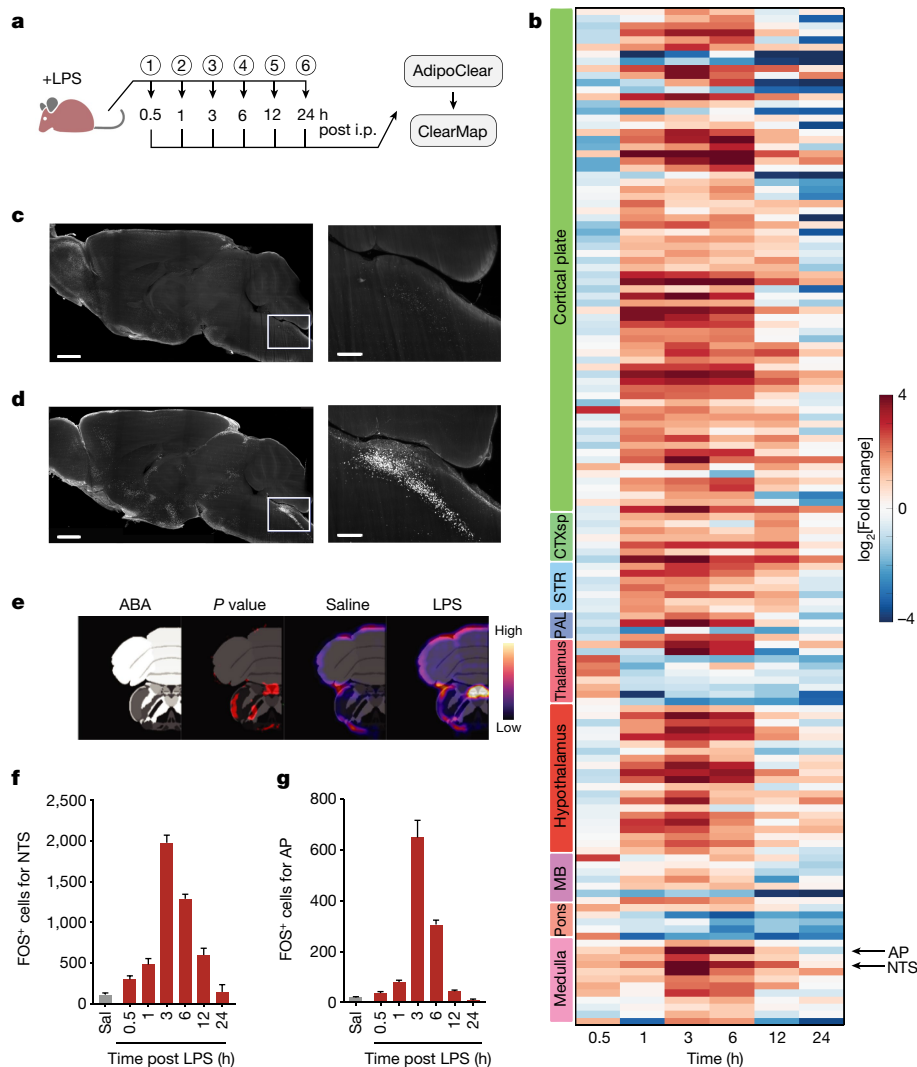 a
+LPS
1 2 3 4 5 6
0.5 1 3 6 12 24 h
post i.p.
AdipoClear
ClearMap
b
Cortical plate
CTXsp
STR
PAL
Thalamus
Hypothalamus
MB
Pons
Medulla
AP
NTS
0.5 1 3 6 12 24
Time (h)
4
0
–4
log2[Fold change]
c
d
e
ABA P value Saline LPS
High
Low
f
FOS+ cells for NTS
2,500
2,000
1,500
1,000
500
0
Sal 0.5 1 3 6 12 24
Time post LPS (h)
g
FOS+ cells for AP
800
600
400
200
0
Sal 0.5 1 3 6 12 24
Time post LPS (h)